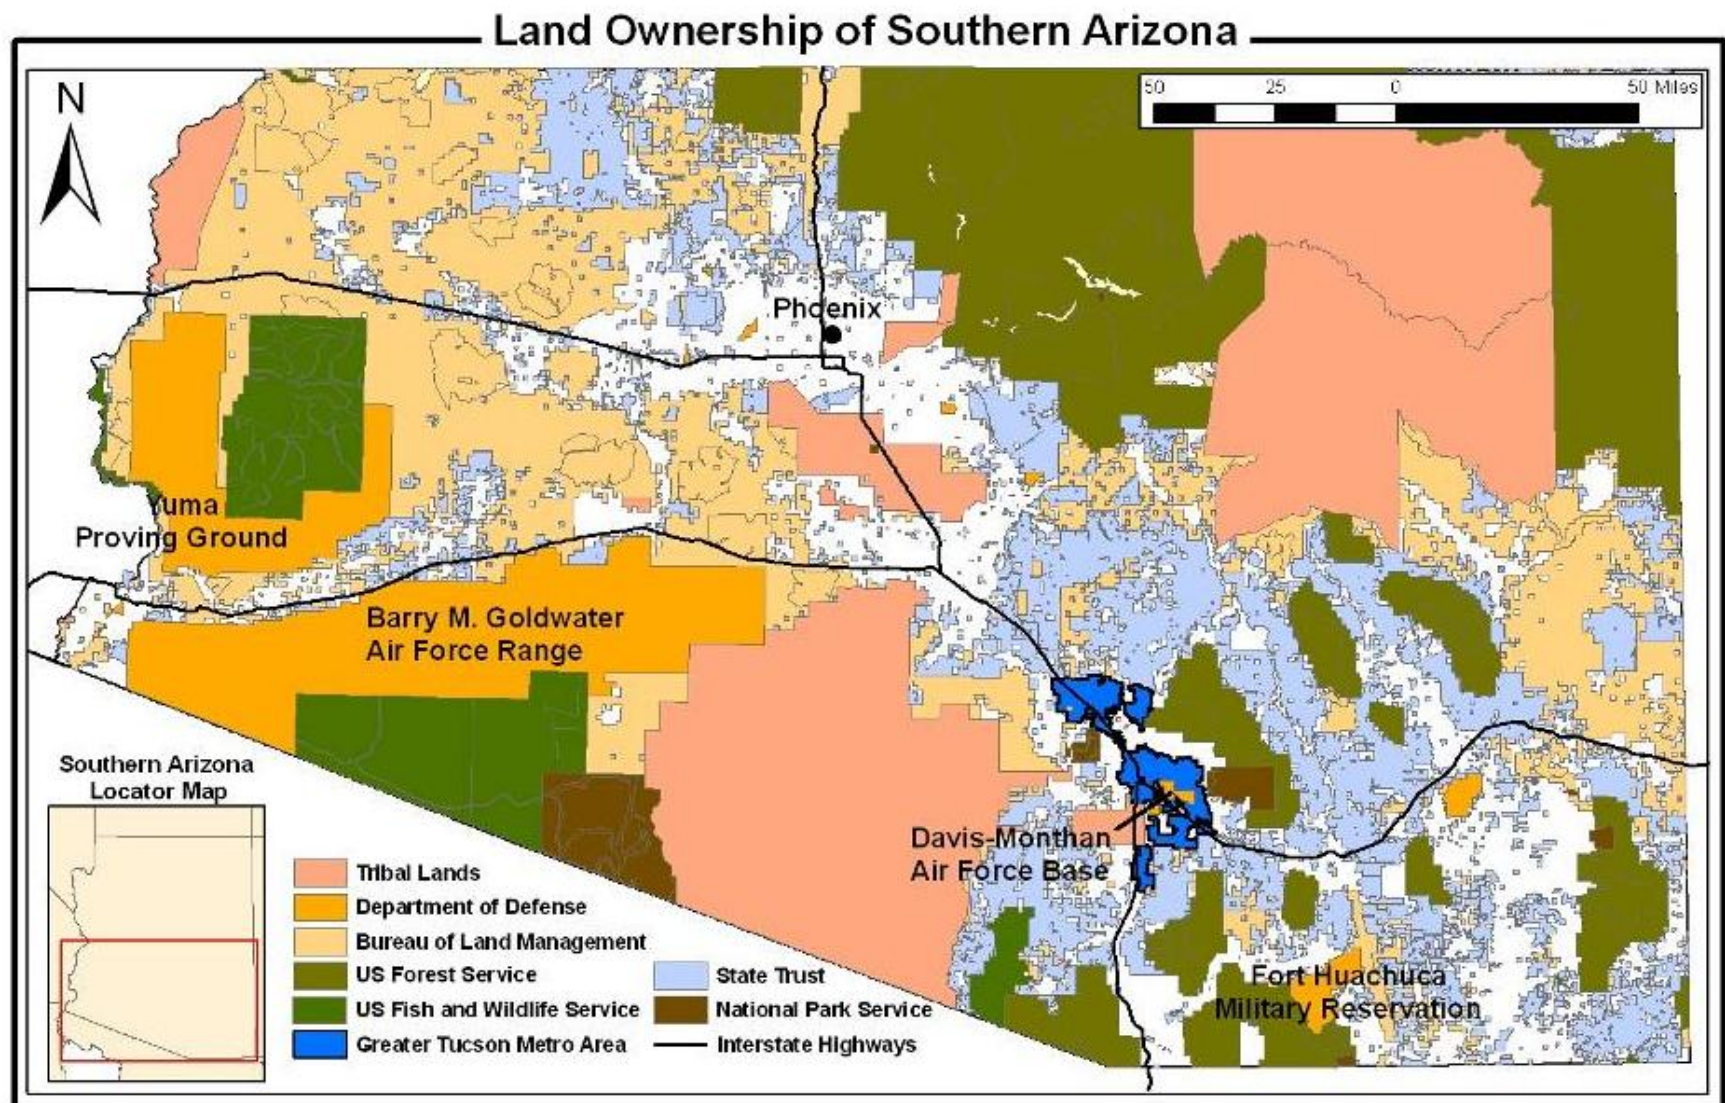 Land Ownership of Southern Arizona
N
50 25 0 50 Miles
Phoenix
Yuma
Proving Ground
Barry M. Goldwater
Air Force Range
Davis-Monthan
Air Force Base
Fort Huachuca
Military Reservation
Southern Arizona
Locator Map
Tribal Lands
Department of Defense
Bureau of Land Management
US Forest Service
US Fish and Wildlife Service
Greater Tucson Metro Area
State Trust
National Park Service
Interstate Highways